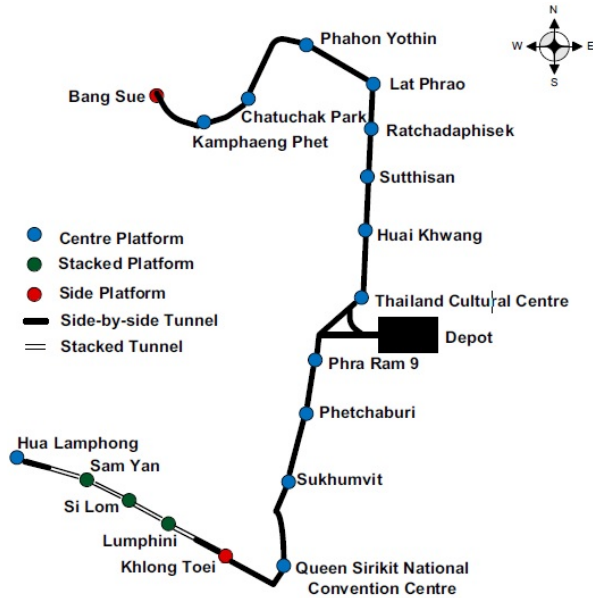 N
W
E
S
Phahon Yothin
Bang Sue
Lat Phrao
Chatuchak Park
Kamphaeng Phet
Ratchadaphisek
Sutthisan
Huai Khwang
Centre Platform
Stacked Platform
Side Platform
Side-by-side Tunnel
Stacked Tunnel
Thailand Cultural Centre
Depot
Phra Ram 9
Phetchaburi
Hua Lamphong
Sam Yan
Si Lom
Lumphini
Khlong Toei
Sukhumvit
Queen Sirikit National
Convention Centre